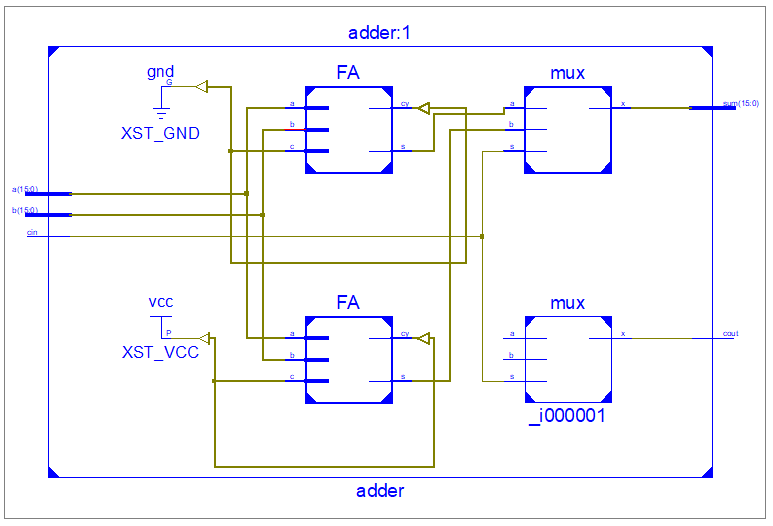 adder:1
gnd
G
XST_GND
FA
a
b
c
cy
s
mux
a
b
s
x
sum(15:0)
a(15:0)
b(15:0)
cin
vcc
P
XST_VCC
FA
a
b
c
cy
s
mux
a
b
s
x
cout
_i000001
adder